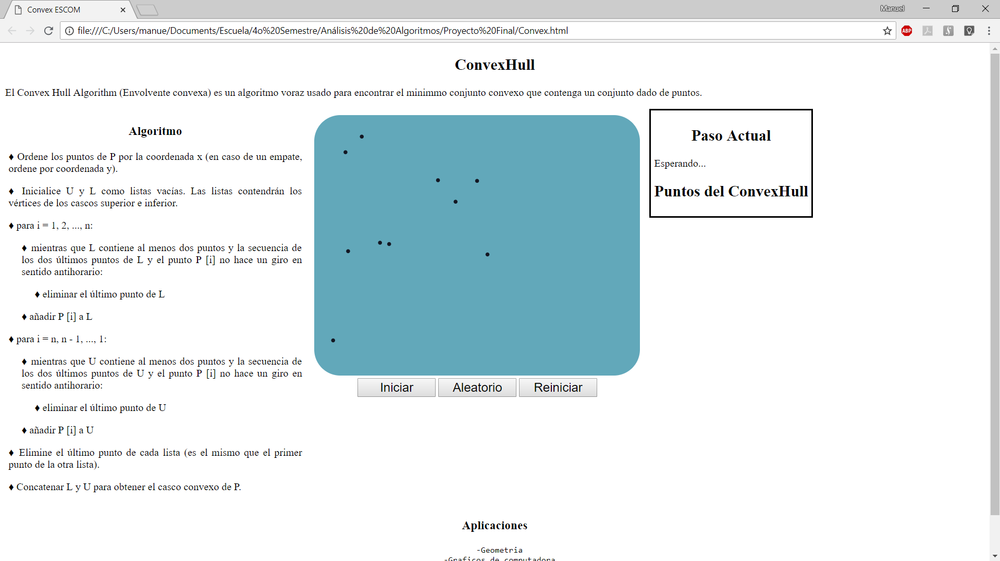 Convex ESCOM
Manuel
file:///C:/Users/manue/Documents/Escuela/4o%20Semestre/Análisis%20de%20Algoritmos/Proyecto%20Final/Convex.html
ABP
ConvexHull
El Convex Hull Algorithm (Envolvente convexa) es un algoritmo voraz usado para encontrar el minimmo conjunto convexo que contenga un conjunto dado de puntos.
Algoritmo
♦ Ordene los puntos de P por la coordenada x (en caso de un empate,
ordene por coordenada y).
♦ Inicialice U y L como listas vacías. Las listas contendrán los
vértices de los cascos superior e inferior.
♦ para i = 1, 2, ..., n:
♦ mientras que L contiene al menos dos puntos y la secuencia de
los dos últimos puntos de L y el punto P [i] no hace un giro en
sentido antihorario:
♦ eliminar el último punto de L
♦ añadir P [i] a L
♦ para i = n, n - 1, ..., 1:
♦ mientras que U contiene al menos dos puntos y la secuencia de
los dos últimos puntos de U y el punto P [i] no hace un giro en
sentido antihorario:
♦ eliminar el último punto de U
♦ añadir P [i] a U
♦ Elimine el último punto de cada lista (es el mismo que el primer
punto de la otra lista).
♦ Concatenar L y U para obtener el casco convexo de P.
Iniciar
Aleatorio
Reiniciar
Paso Actual
Esperando...
Puntos del ConvexHull
Aplicaciones
-Geometria
-Graficos de computadora